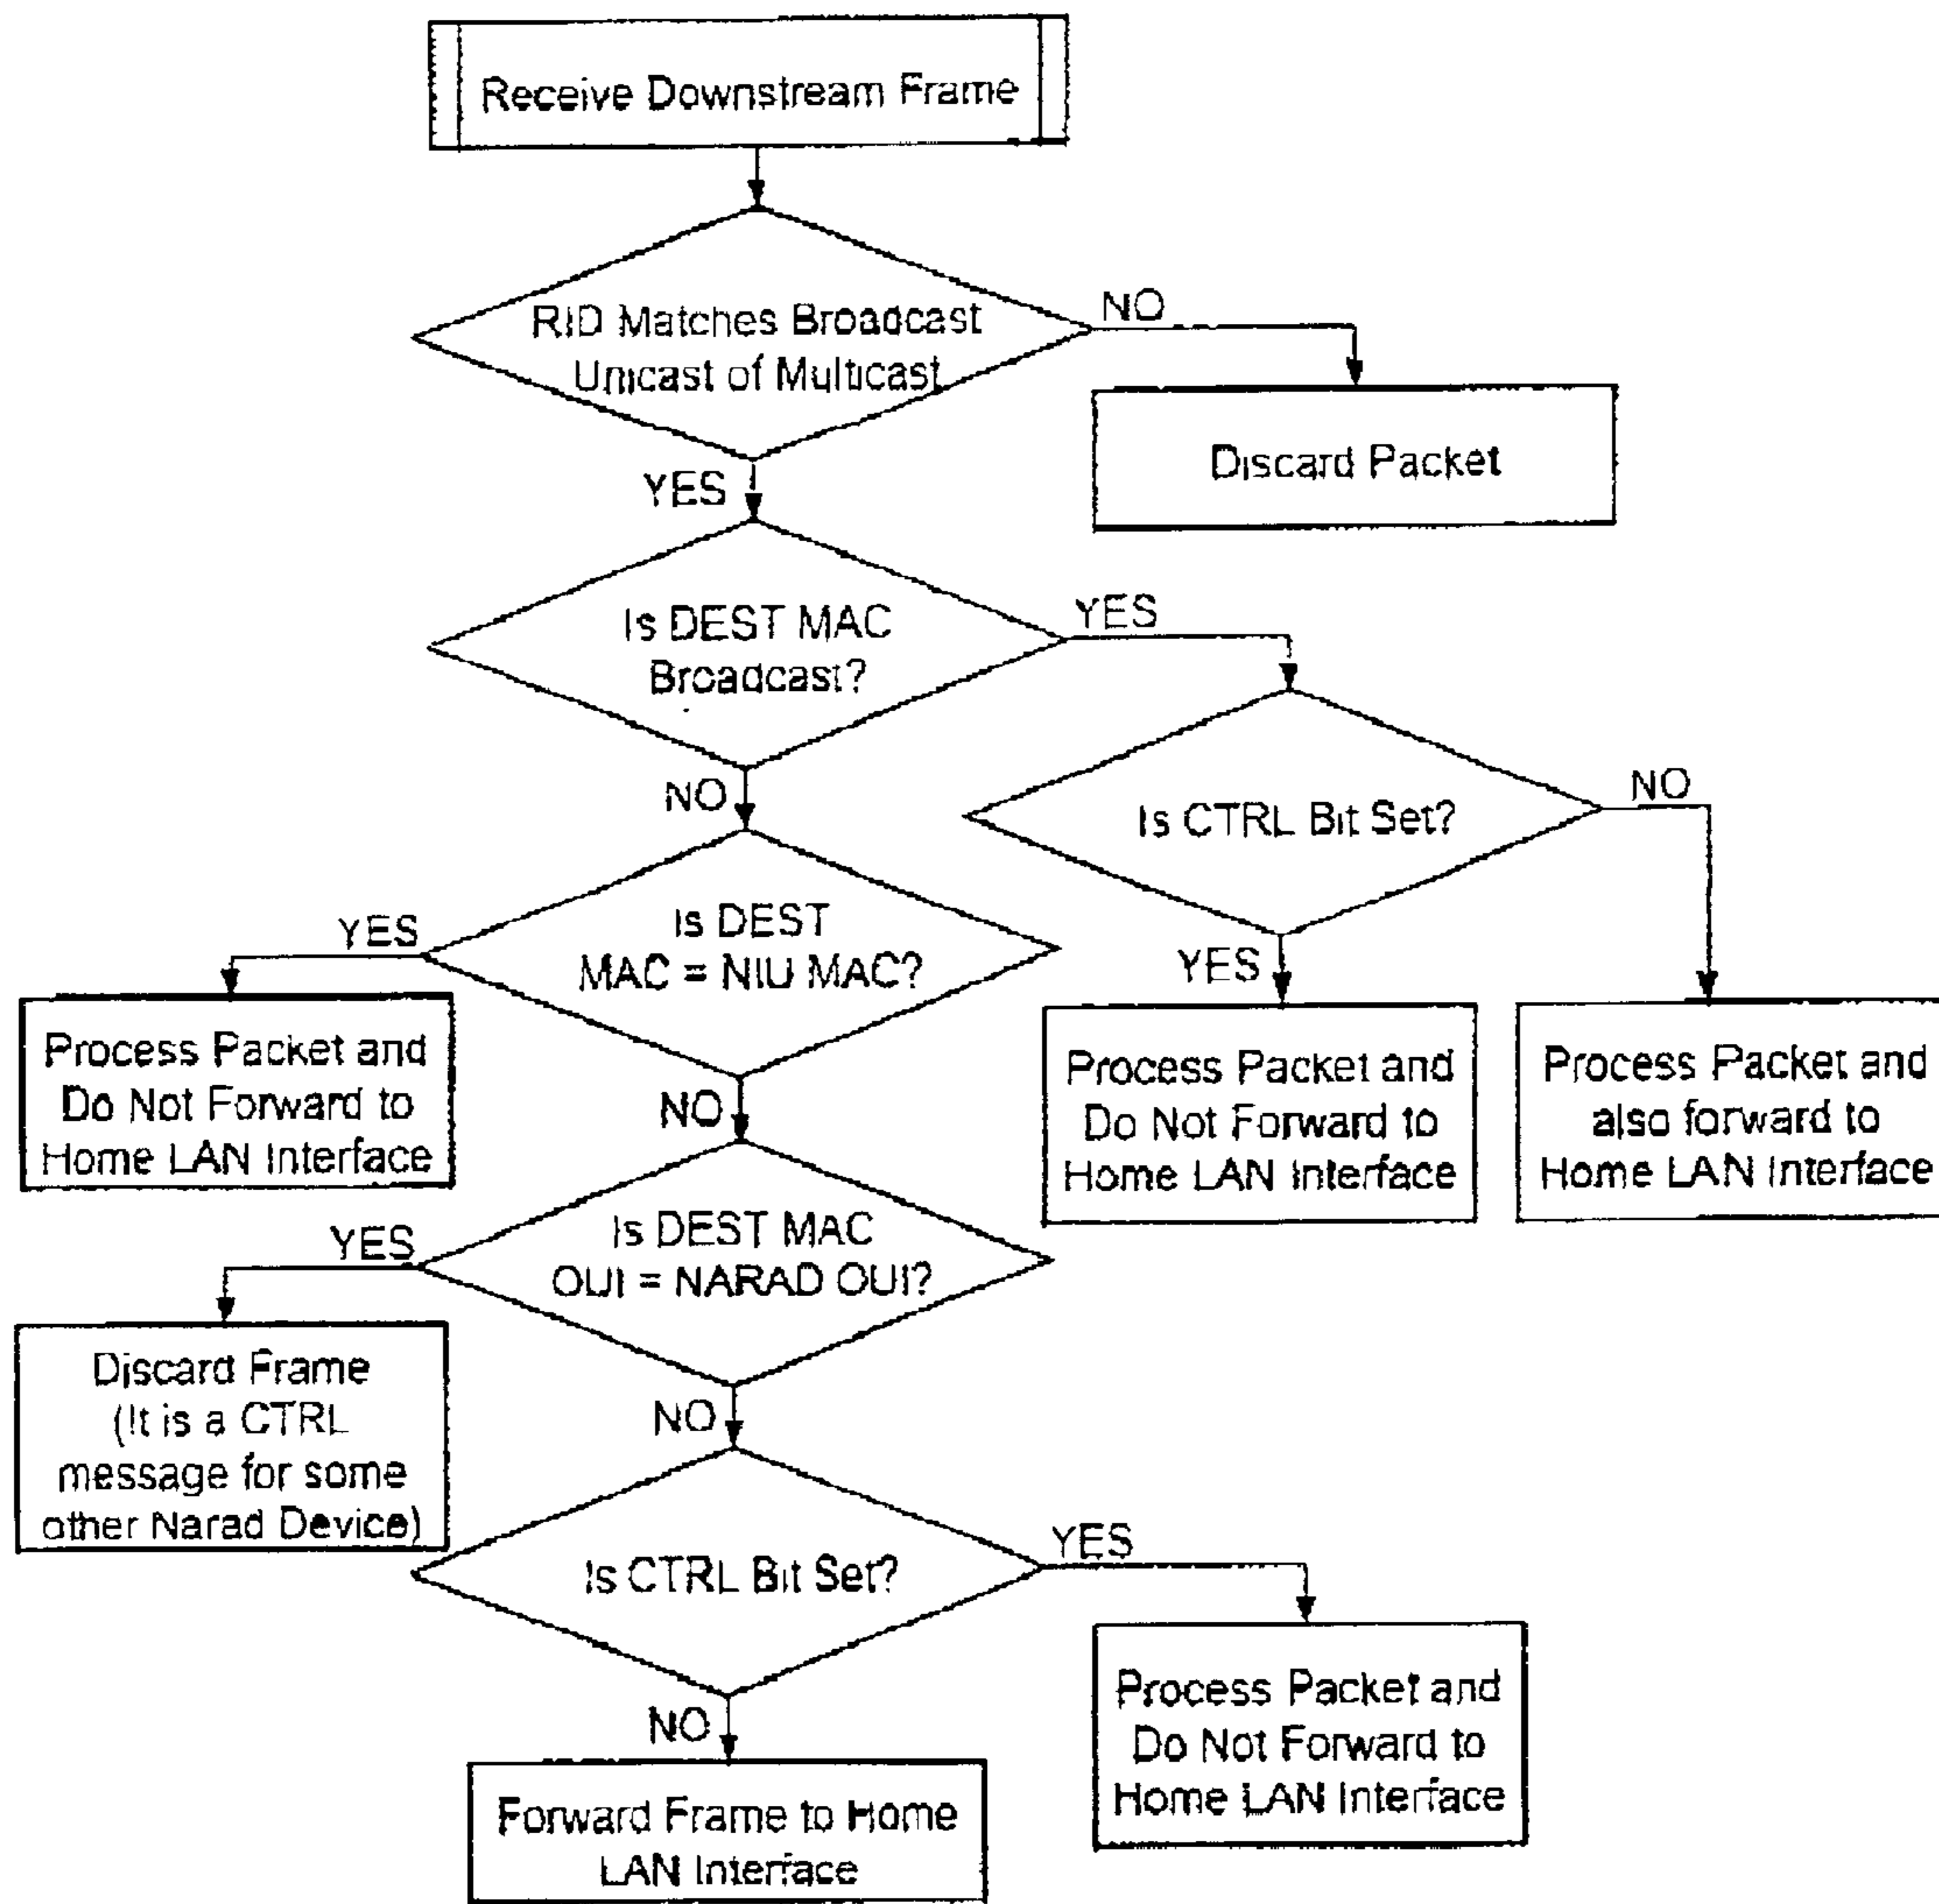 Receive Downstream Frame
RID Matches Broadcast
Unicast of Multicast
NO
Discard Packet
YES
Is DEST MAC
Broadcast?
YES
NO
Is CTRL Bit Set?
NO
YES
Process Packet and
Do Not Forward to
Home LAN Interface
Process Packet and
also forward to
Home LAN Interface
Is DEST
MAC = NIU MAC?
YES
Process Packet and
Do Not Forward to
Home LAN Interface
NO
Is DEST MAC
OUI = NARAD OUI?
YES
Discard Frame
(It is a CTRL
message for some
other Narad Device)
NO
Is CTRL Bit Set?
YES
Process Packet and
Do Not Forward to
Home LAN Interface
NO
Forward Frame to Home
LAN Interface